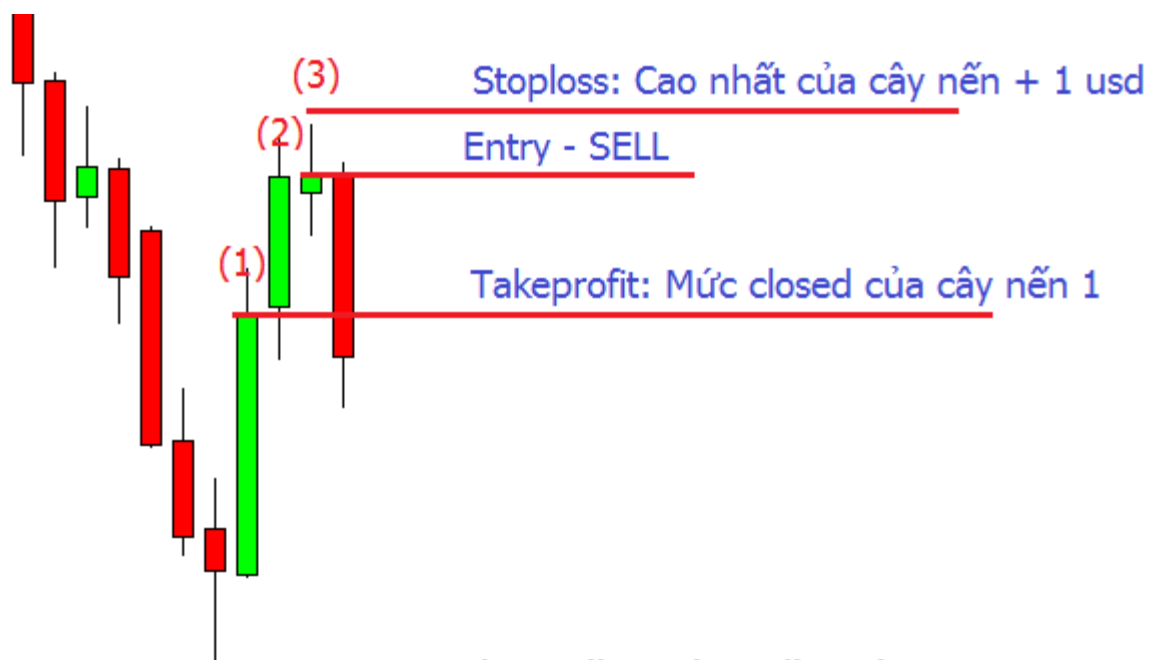 (3)
Stoploss: Cao nhất của cây nến + 1 usd
(2)
Entry - SELL
(1)
Takeprofit: Mức closed của cây nến 1